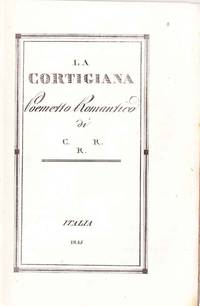 LA
CORTIGIANA
Poemetto Romantico
di
C. R.
R.
ITALIA